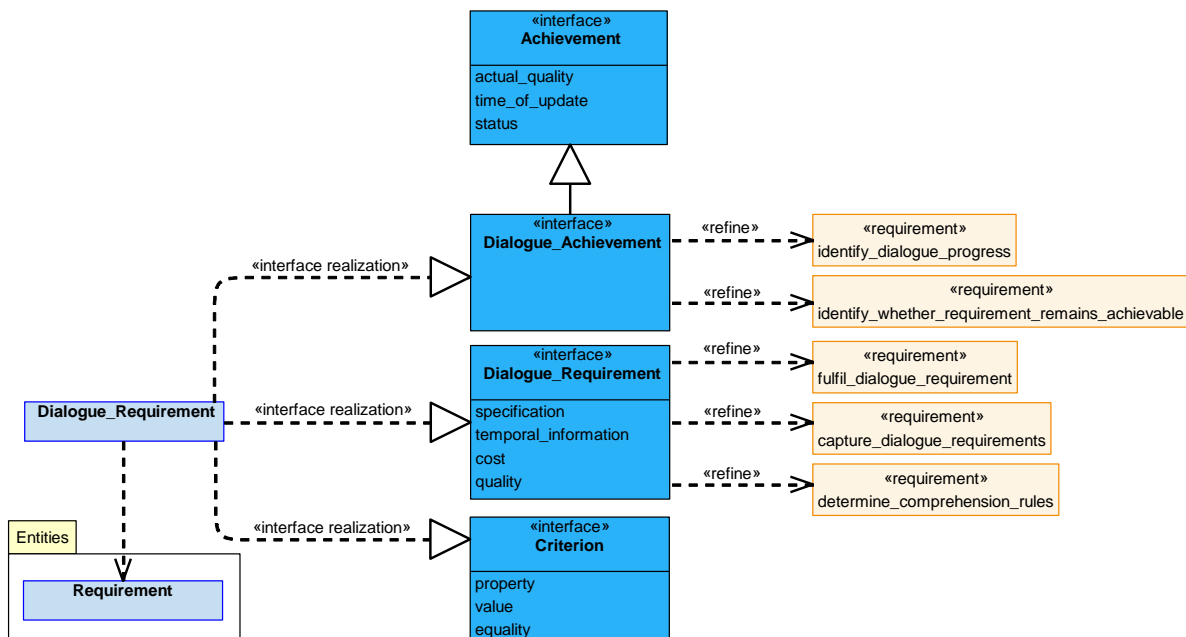 «interface»
Achievement
actual_quality
time_of_update
status
«interface»
Dialogue_Achievement
«refine»
«requirement»
identify_dialogue_progress
«interface realization»
«refine»
«requirement»
identify_whether_requirement_remains_achievable
«interface»
Dialogue_Requirement
specification
temporal_information
cost
quality
«refine»
«requirement»
fulfil_dialogue_requirement
Dialogue_Requirement
«interface realization»
«refine»
«requirement»
capture_dialogue_requirements
«refine»
«requirement»
determine_comprehension_rules
«interface realization»
«interface»
Criterion
property
value
equality
Entities
Requirement